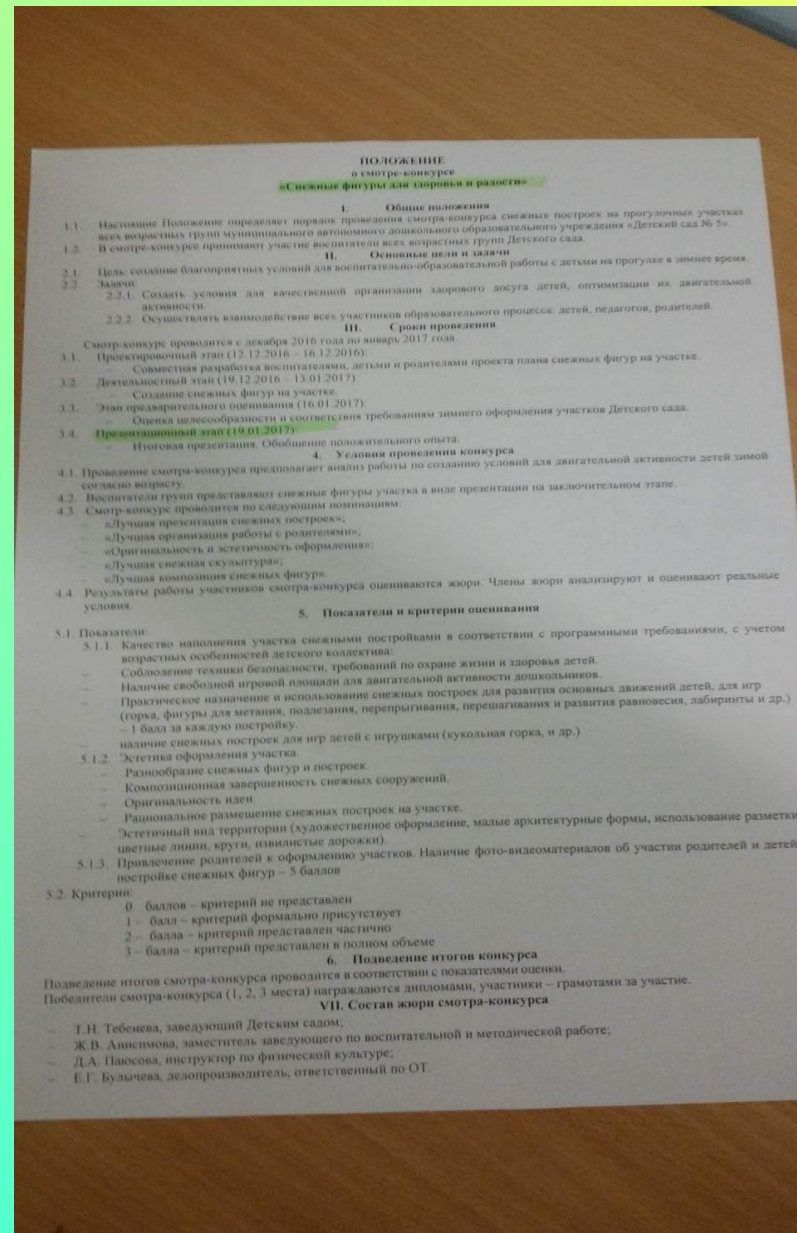 ПОЛОЖЕНИЕ
о смотре-конкурсе
«Снежные фигуры для здоровья и радости»
I. Общие положения
1.1. Настоящие Положение определяет порядок проведения смотра-конкурса снежных построек на прогулочных участках
всех возрастных групп муниципального автономного дошкольного образовательного учреждения «Детский сад № 5».
1.2. В смотре-конкурсе принимают участие воспитатели всех возрастных групп Детского сада.
II. Основные цели и задачи
2.1. Цель: создание благоприятных условий для воспитательно-образовательной работы с детьми на прогулке в зимнее время.
2.2. Задачи:
2.2.1. Создать условия для качественной организации здорового досуга детей, оптимизации их двигательной
активности.
2.2.2. Осуществлять взаимодействие всех участников образовательного процесса: детей, педагогов, родителей.
III. Сроки проведения
Смотр-конкурс проводится с декабря 2016 года по январь 2017 года.
3.1. Проектировочный этап (12.12.2016 – 16.12.2016):
– Совместная разработка воспитателями, детьми и родителями проекта плана снежных фигур на участке.
3.2. Деятельностный этап (19.12.2016 – 13.01.2017)
– Создание снежных фигур на участке.
3.3. Этап предварительного оценивания (16.01.2017):
– Оценка целесообразности и соответствия требованиям зимнего оформления участков Детского сада.
3.4. Презентационный этап (19.01.2017):
– Итоговая презентация. Обобщение положительного опыта.
4. Условия проведения конкурса
4.1. Проведение смотра-конкурса предполагает анализ работы по созданию условий для двигательной активности детей зимой
согласно возрасту.
4.2. Воспитатели групп представляют снежные фигуры участка в виде презентации на заключительном этапе.
4.3. Смотр-конкурс проводится по следующим номинациям:
– «Лучшая презентация снежных построек»;
– «Лучшая организация работы с родителями»;
– «Оригинальность и эстетичность оформления»;
– «Лучшая снежная скульптура»;
– «Лучшая композиция снежных фигур».
4.4. Результаты работы участников смотра-конкурса оцениваются жюри. Члены жюри анализируют и оценивают реальные
условия.
5. Показатели и критерии оценивания
5.1. Показатели:
5.1.1. Качество наполнения участка снежными постройками в соответствии с программными требованиями, с учетом
возрастных особенностей детского коллектива:
– Соблюдение техники безопасности, требований по охране жизни и здоровья детей.
– Наличие свободной игровой площади для двигательной активности дошкольников.
– Практическое назначение и использование снежных построек для развития основных движений детей, для игр
(горка, фигуры для метания, подлезания, перепрыгивания, перешагивания и развития равновесия, лабиринты и др.)
– 1 балл за каждую постройку.
– наличие снежных построек для игр детей с игрушками (кукольная горка, и др.)
5.1.2. Эстетика оформления участка.
– Разнообразие снежных фигур и построек.
– Композиционная завершенность снежных сооружений.
– Оригинальность идеи.
– Рациональное размещение снежных построек на участке.
– Эстетичный вид территории (художественное оформление, малые архитектурные формы, использование разметки
цветные линии, круги, извилистые дорожки).
5.1.3. Привлечение родителей к оформлению участков. Наличие фото-видеоматериалов об участии родителей и детей
постройке снежных фигур – 5 баллов
5.2. Критерии:
0 баллов – критерий не представлен
1 – балл – критерий формально присутствует
2 – балла – критерий представлен частично
3 – балла – критерий представлен в полном объеме
6. Подведение итогов конкурса
Подведение итогов смотра-конкурса проводится в соответствии с показателями оценки.
Победители смотра-конкурса (1, 2, 3 места) награждаются дипломами, участники – грамотами за участие.
VII. Состав жюри смотра-конкурса
– Т.Н. Тебенева, заведующий Детским садом;
– Ж.В. Анисимова, заместитель заведующего по воспитательной и методической работе;
– Д.А. Паюсова, инструктор по физической культуре;
– Е.Г. Булычева, делопроизводитель, ответственный по ОТ.